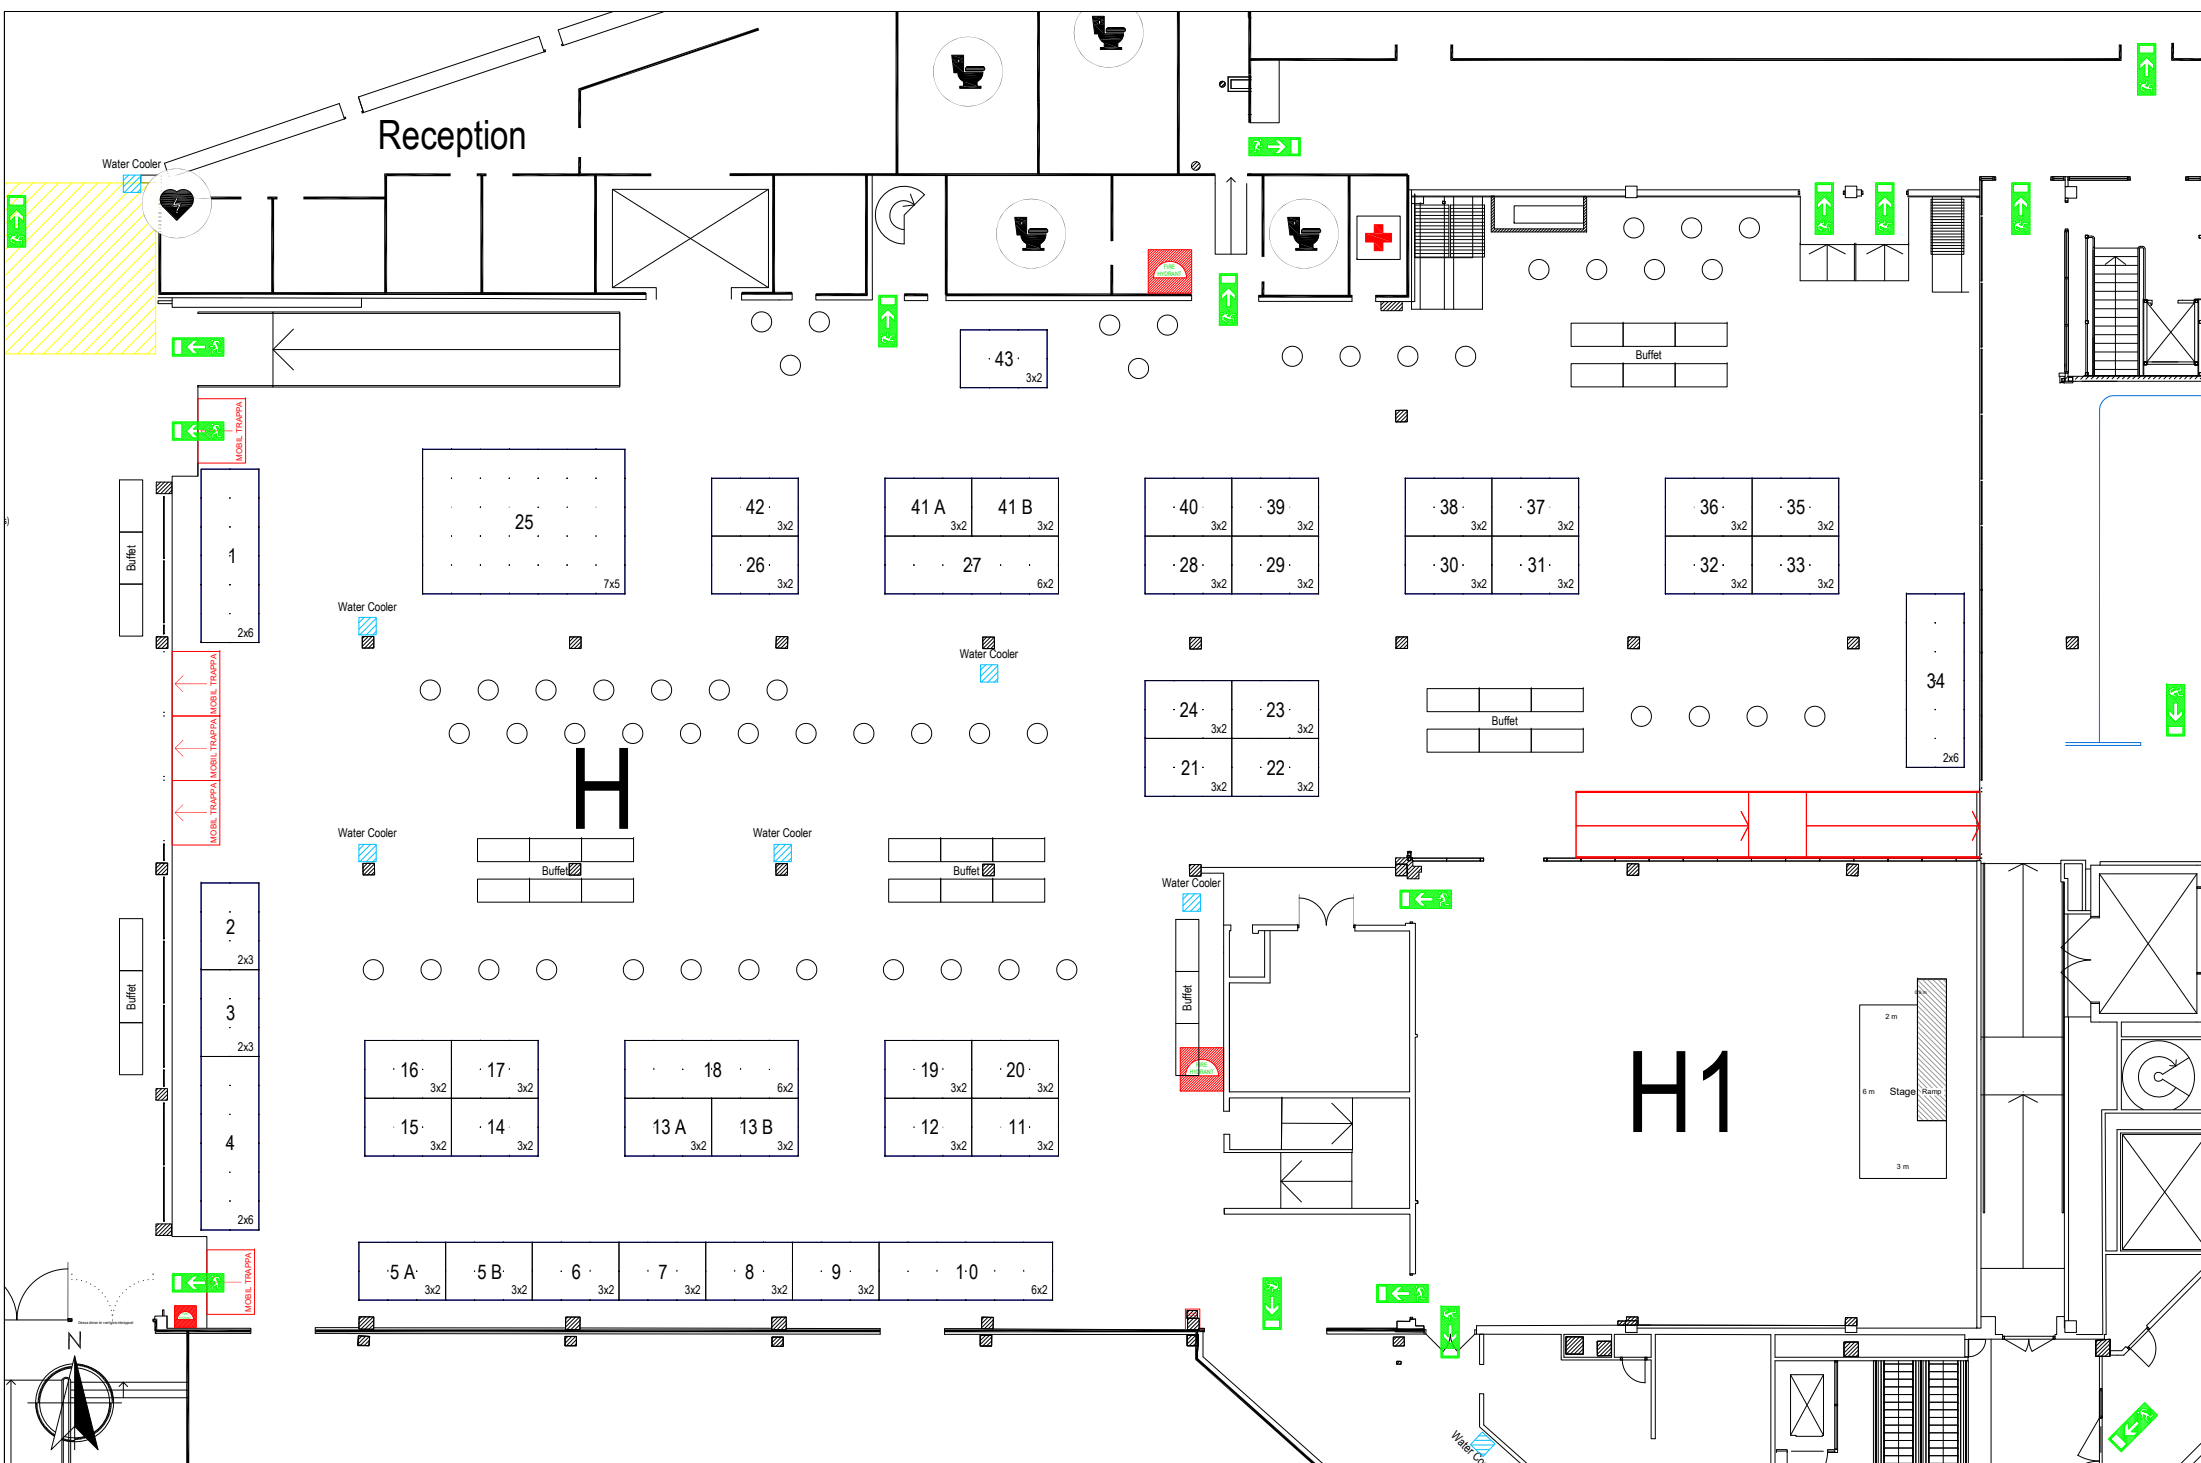 Reception
Water Cooler
FIRE
HYDRANT
43
3x2
Buffet
MOBIL TRAPPA
25
7x5
42
3x2
41 A
3x2
41 B
3x2
40
3x2
39
3x2
38
3x2
37
3x2
36
3x2
35
3x2
Buffet
1
2x6
26
3x2
27
6x2
28
3x2
29
3x2
30
3x2
31
3x2
32
3x2
33
3x2
Water Cooler
Water Cooler
MOBIL TRAPPA
MOBIL TRAPPA
MOBIL TRAPPA
24
3x2
23
3x2
Buffet
34
2x6
21
3x2
22
3x2
H
Water Cooler
Water Cooler
Buffet
Buffet
Water Cooler
2
2x3
Buffet
3
2x3
Buffet
2 m
H1
6 m
Stage
Ramp
3 m
FIRE
HYDRANT
16
3x2
17
3x2
18
6x2
19
3x2
20
3x2
4
2x6
15
3x2
14
3x2
13 A
3x2
13 B
3x2
12
3x2
11
3x2
MOBIL TRAPPA
5 A
3x2
5 B
3x2
6
3x2
7
3x2
8
3x2
9
3x2
10
6x2
N
Water Co